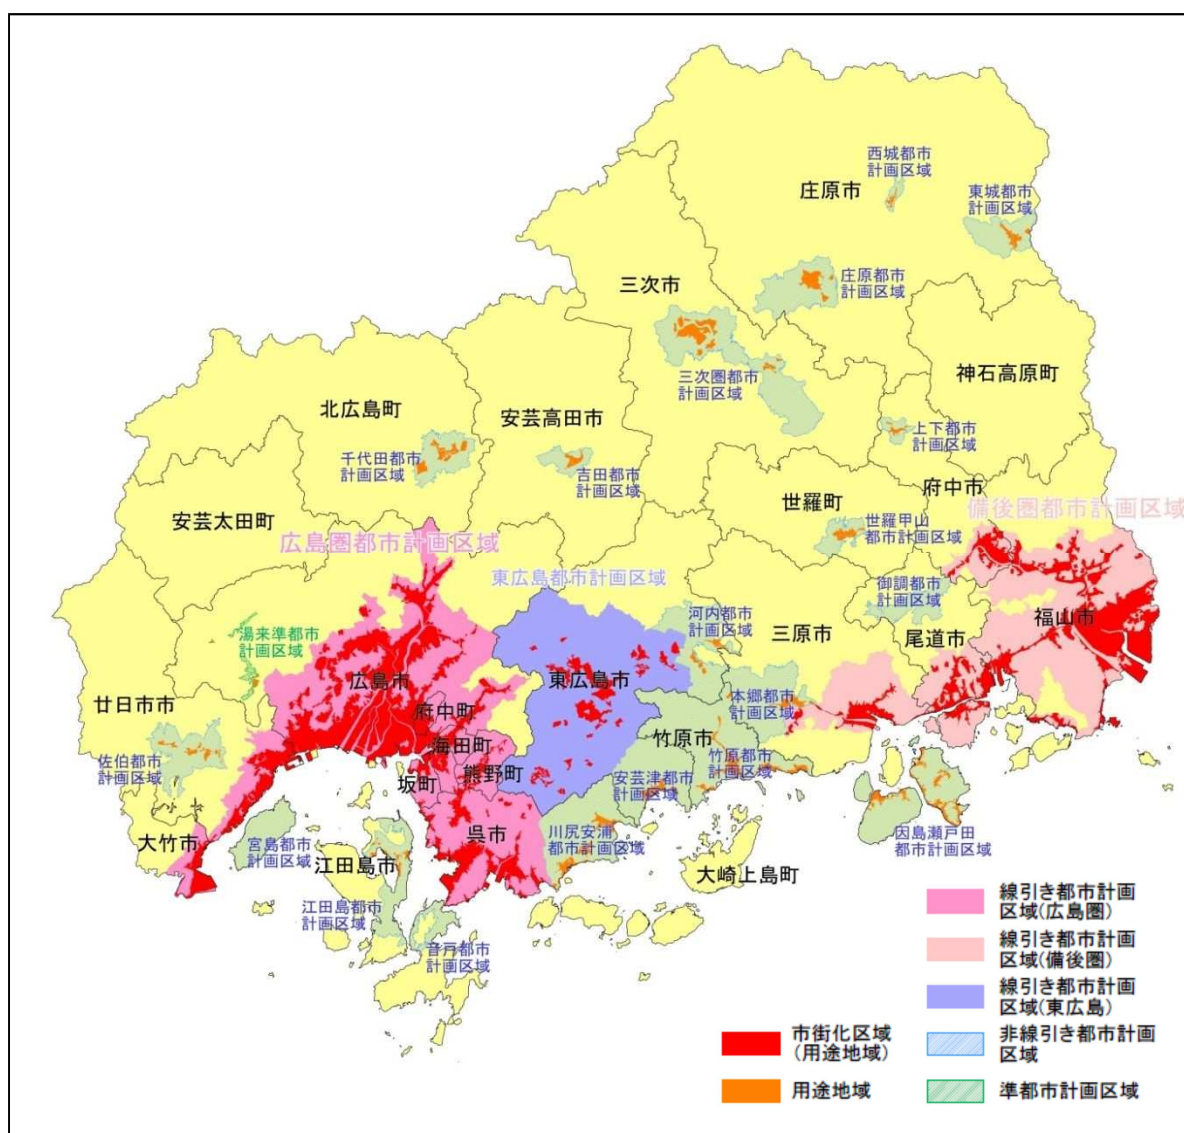 西城都市
計画区域
庄原市
東城都市
計画区域
庄原都市
計画区域
三次市
神石高原町
三次圏都市
計画区域
北広島町
安芸高田市
上下都市
計画区域
千代田都市
計画区域
吉田都市
計画区域
世羅町
府中市
備後圏都市計画区域
安芸太田町
世羅甲山
都市計画区域
広島圏都市計画区域
東広島都市計画区域
御調都市
計画区域
河内都市
計画区域
三原市
尾道市
福山市
湯来準都市
計画区域
広島市
東広島市
廿日市市
府中町
本郷都市
計画区域
海田町
竹原市
佐伯都市
計画区域
熊野町
竹原都市
計画区域
坂町
安芸津都市
計画区域
大竹市
宮島都市
計画区域
呉市
川尻安浦
都市計画区域
因島瀬戸田
都市計画区域
江田島市
大崎上島町
江田島都市
計画区域
音戸都市
計画区域
線引き都市計画
区域(広島圏)
線引き都市計画
区域(備後圏)
線引き都市計画
区域(東広島)
市街化区域
(用途地域)
非線引き都市計画
区域
用途地域
準都市計画区域